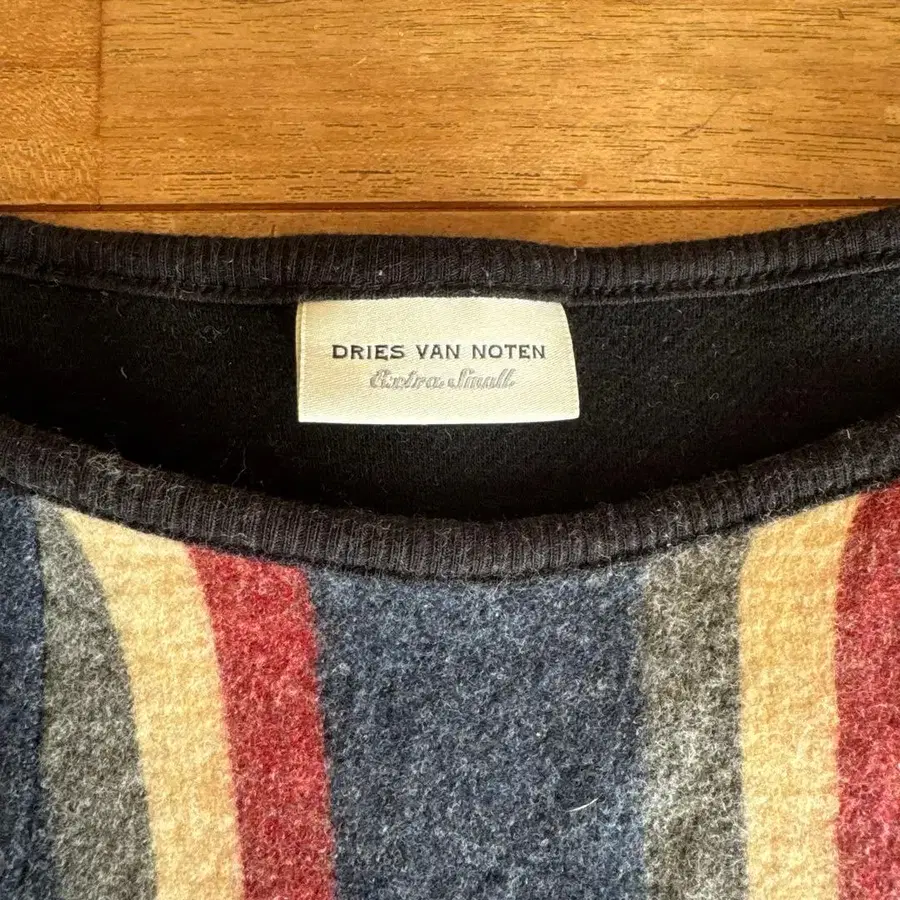 DRIES VAN NOTEN
Extra Small